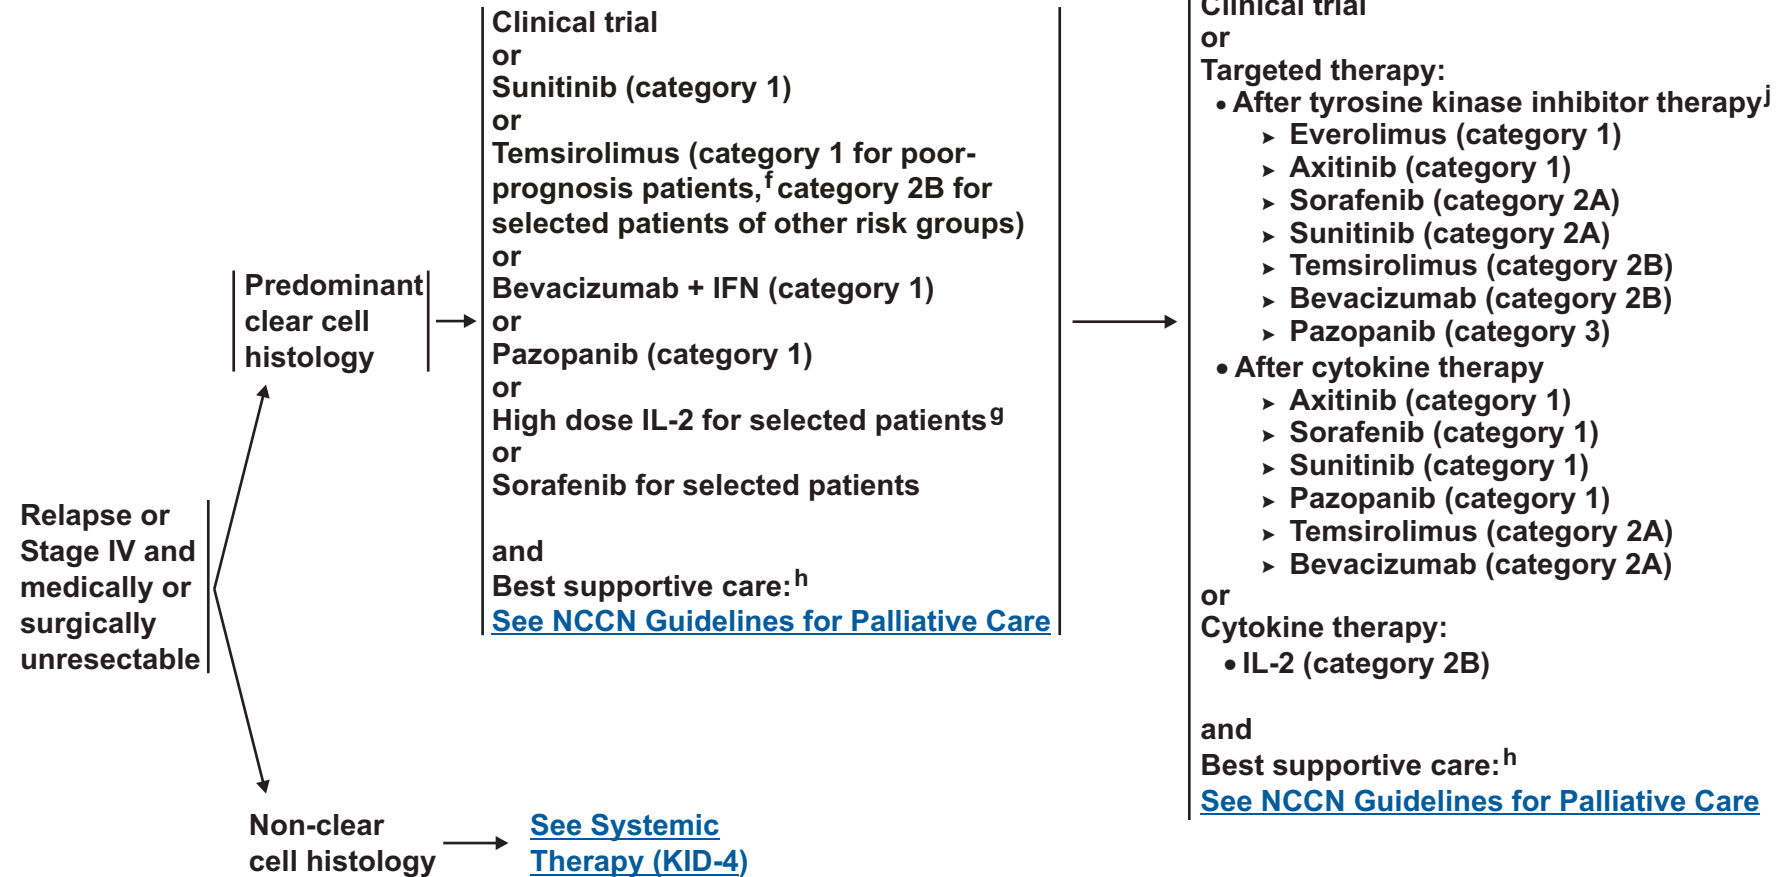 Relapse or
Stage IV and
medically or
surgically
unresectable
Predominant
clear cell
histology
Clinical trial
or
Sunitinib (category 1)
or
Temsirolimus (category 1 for poor-
prognosis patients,f category 2B for
selected patients of other risk groups)
or
Bevacizumab + IFN (category 1)
or
Pazopanib (category 1)
or
High dose IL-2 for selected patientsg
or
Sorafenib for selected patients
and
Best supportive care:h
See NCCN Guidelines for Palliative Care
Clinical trial
or
Targeted therapy:
• After tyrosine kinase inhibitor therapyj
➤ Everolimus (category 1)
➤ Axitinib (category 1)
➤ Sorafenib (category 2A)
➤ Sunitinib (category 2A)
➤ Temsirolimus (category 2B)
➤ Bevacizumab (category 2B)
➤ Pazopanib (category 3)
• After cytokine therapy
➤ Axitinib (category 1)
➤ Sorafenib (category 1)
➤ Sunitinib (category 1)
➤ Pazopanib (category 1)
➤ Temsirolimus (category 2A)
➤ Bevacizumab (category 2A)
or
Cytokine therapy:
• IL-2 (category 2B)
and
Best supportive care:h
See NCCN Guidelines for Palliative Care
Non-clear
cell histology
See Systemic
Therapy (KID-4)